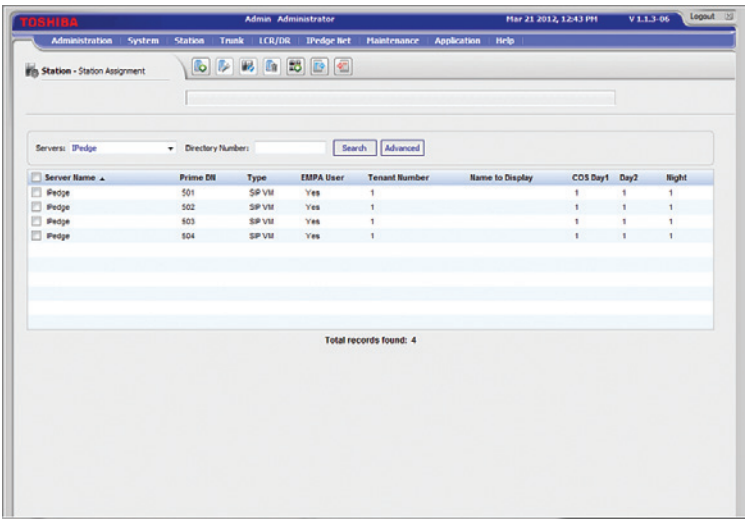 TOSHIBA Admin Administrator Mar 21 2012, 12:43 PM V 1.1.3-06 Logout
Administration System Station Trunk LCR/DR IPedge Net Maintenance Application Help
Station - Station Assignment
Servers: IPedge Directory Number: Search Advanced
Server Name Prime DN Type EMPA User Tenant Number Name to Display COS Day1 Day2 Night
IPedge 501 SIP VM Yes 1 1 1 1
IPedge 502 SIP VM Yes 1 1 1 1
IPedge 503 SIP VM Yes 1 1 1 1
IPedge 504 SIP VM Yes 1 1 1 1
Total records found: 4